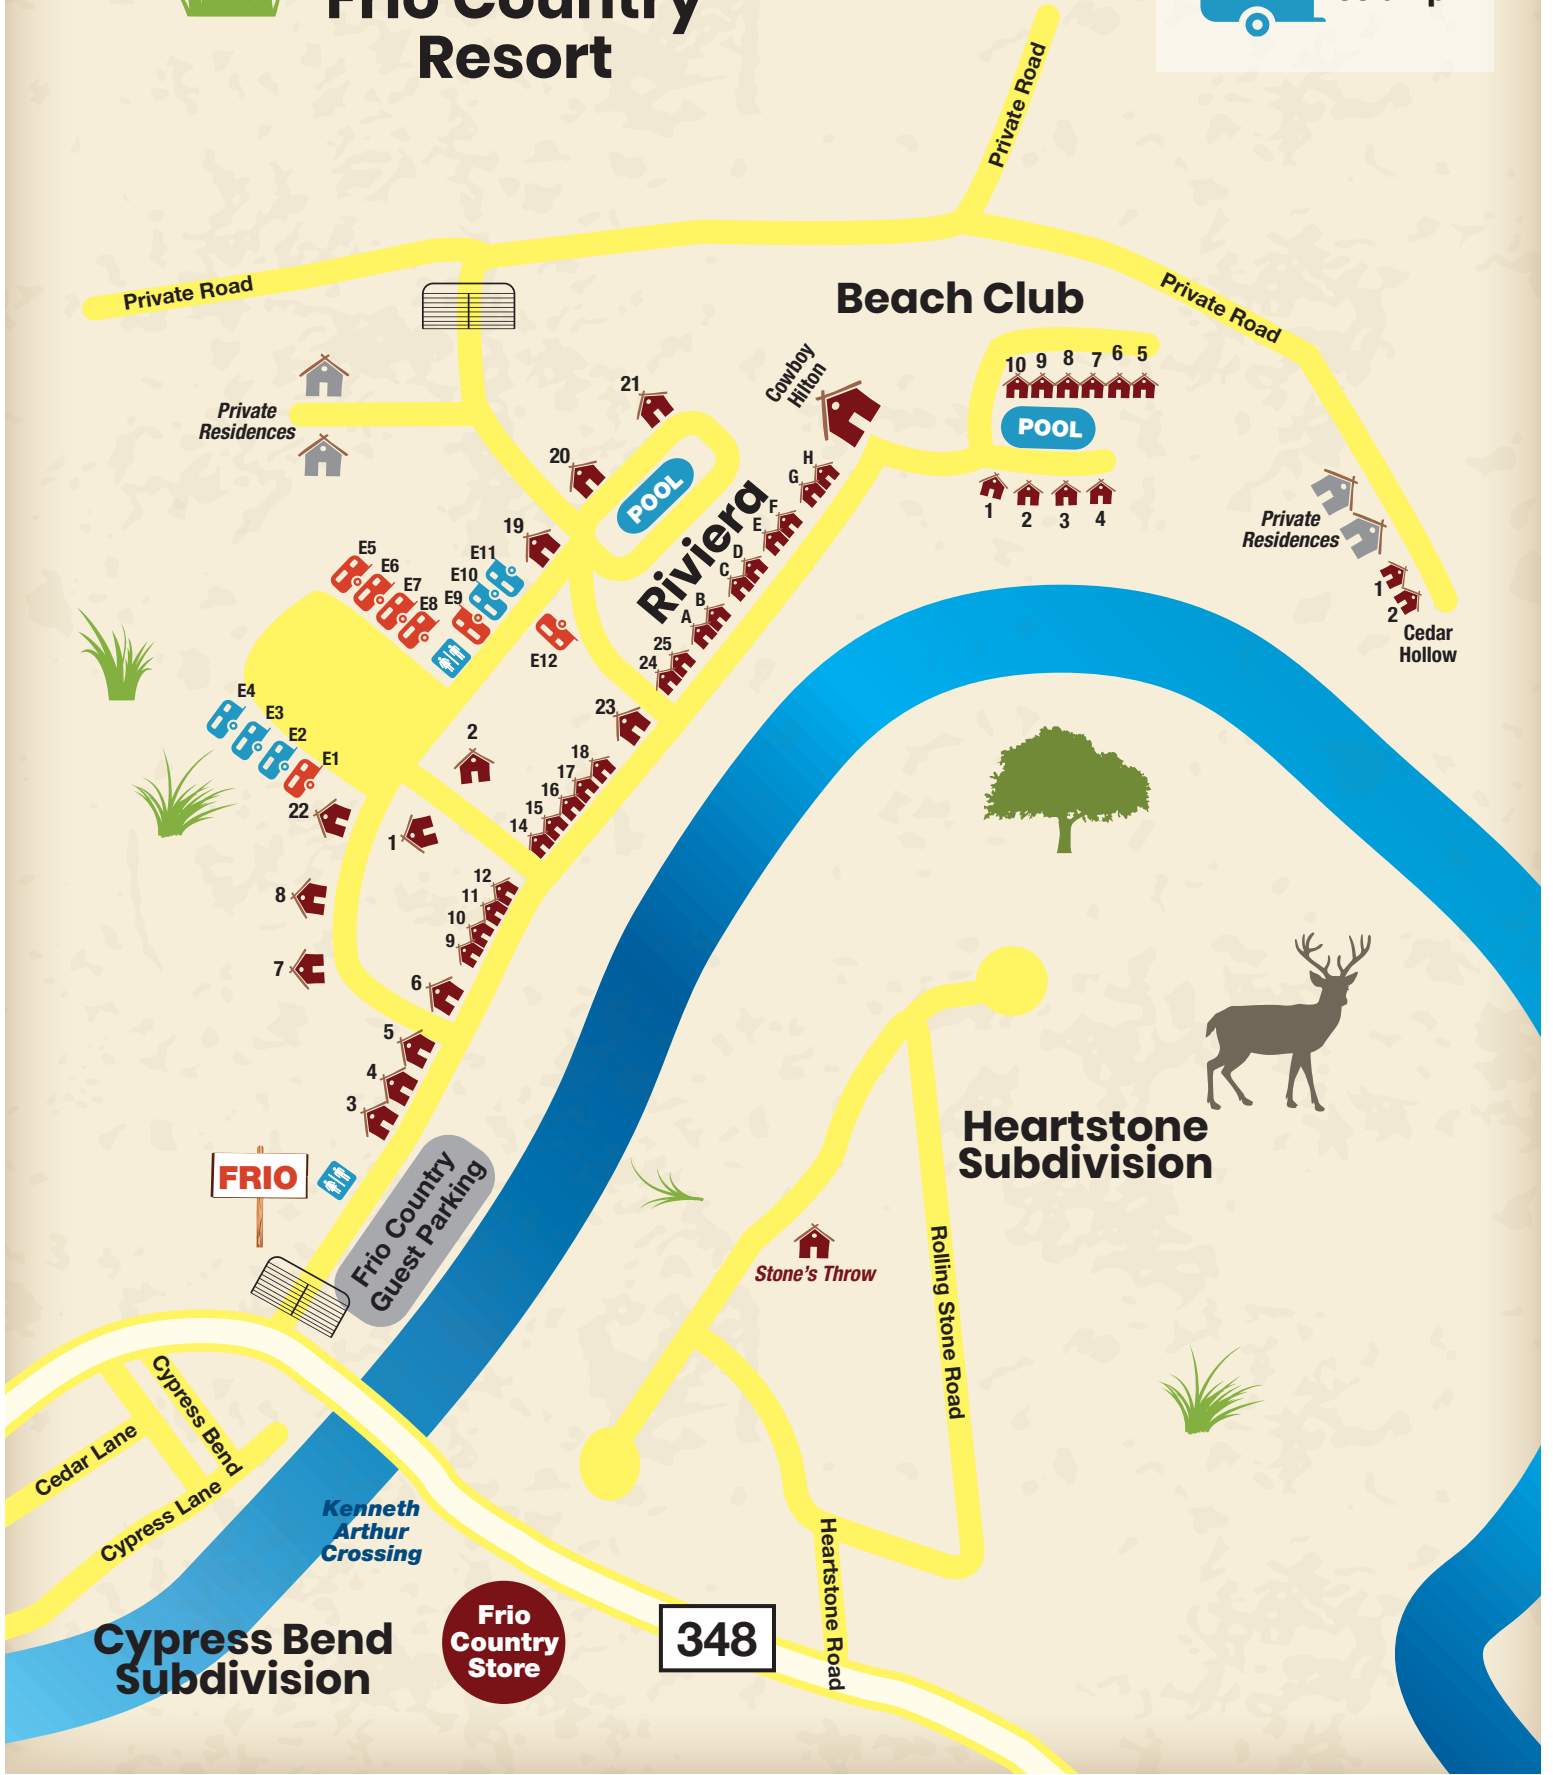 Frio Country
Resort
Private Road
Private Road
Beach Club
Private Road
Cowboy
Hilton
10 9 8 7 6 5
POOL
1 2 3 4
21
20
19
POOL
Riviera
Private
Residences
H
G
F
E
D
C
B
A
25
24
23
E5
E6
E7
E8
E9
E10
E11
E12
E4
E3
E2
E1
Private
Residences
1
2
Cedar
Hollow
2
1
22
18
17
16
15
14
12
11
10
9
8
7
6
5
4
3
FRIO
Frio Country
Guest Parking
Heartstone
Subdivision
Stone's Throw
Rolling Stone Road
Cypress Bend
Cedar Lane
Cypress Lane
Kenneth
Arthur
Crossing
Heartstone Road
Cypress Bend
Subdivision
Frio
Country
Store
348